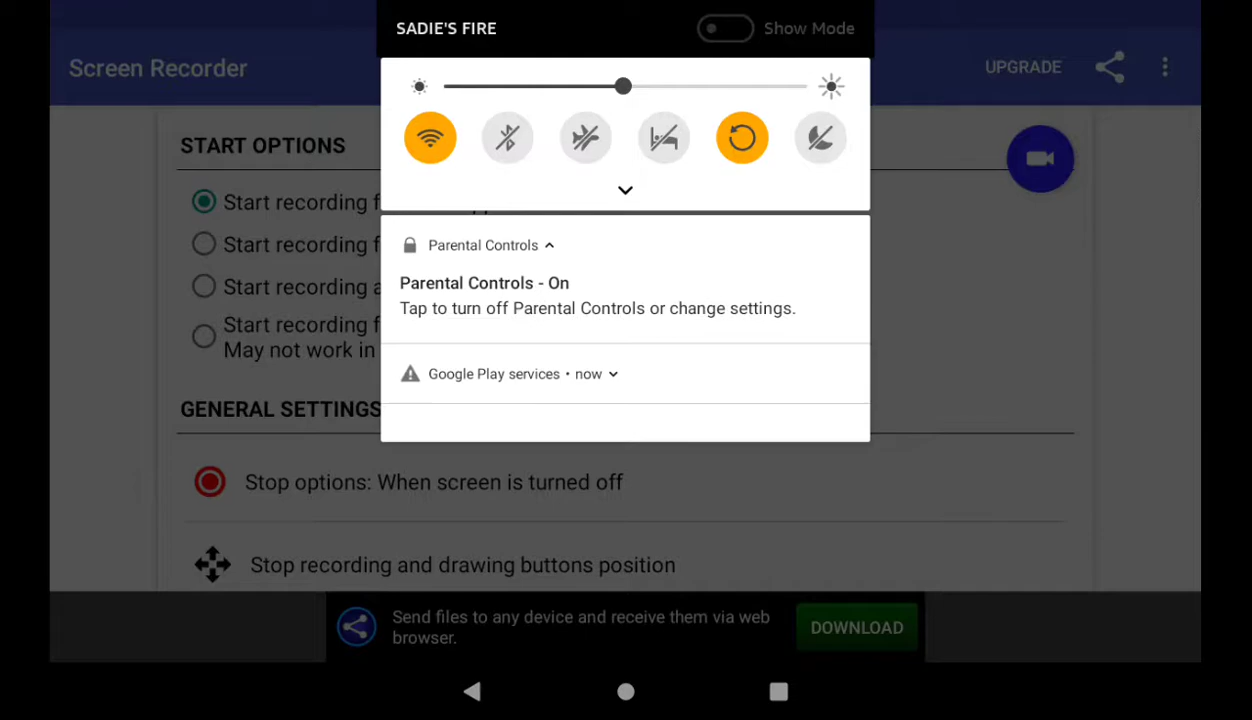 SADIE'S FIRE
Show Mode
Screen Recorder
UPGRADE
START OPTIONS
Start recording f
Start recording f
Start recording a
Start recording f
May not work in
Parental Controls
Parental Controls - On
Tap to turn off Parental Controls or change settings.
Google Play services • now
GENERAL SETTINGS
Stop options: When screen is turned off
Stop recording and drawing buttons position
Send files to any device and receive them via web
browser.
DOWNLOAD